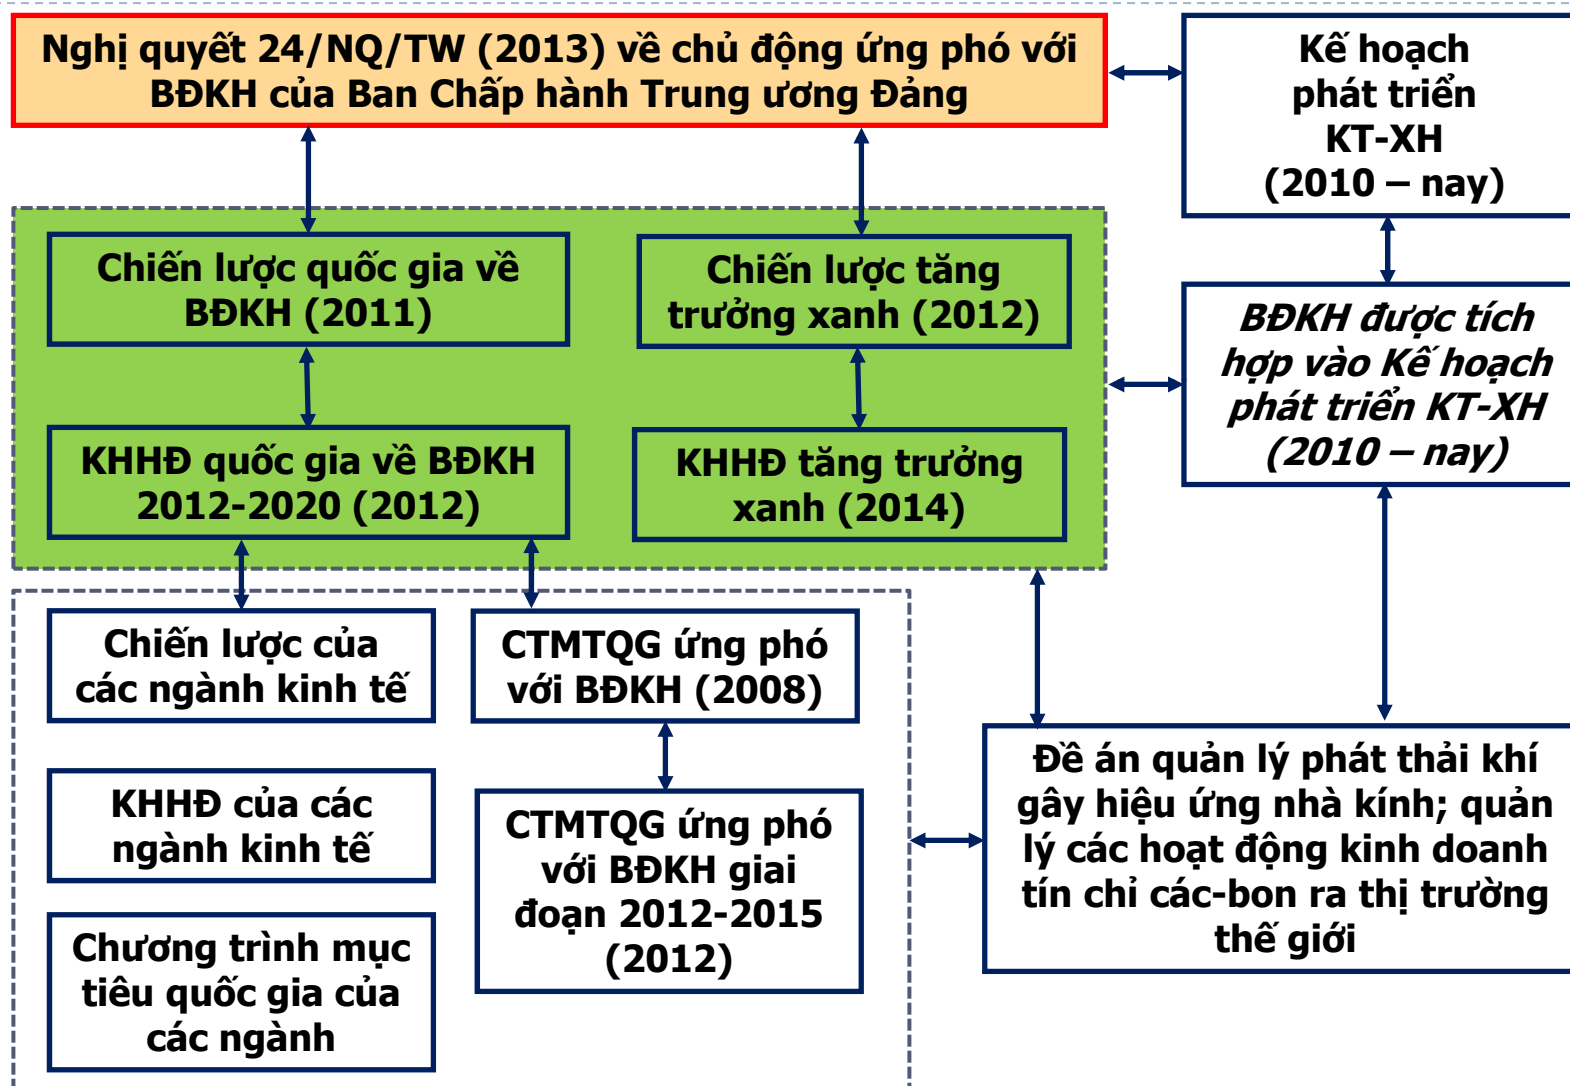 Nghị quyết 24/NQ/TW (2013) về chủ động ứng phó với
BĐKH của Ban Chấp hành Trung ương Đảng
Kế hoạch
phát triển
KT-XH
(2010 – nay)
Chiến lược quốc gia về
BĐKH (2011)
Chiến lược tăng
trưởng xanh (2012)
BĐKH được tích
hợp vào Kế hoạch
phát triển KT-XH
(2010 – nay)
KHHĐ quốc gia về BĐKH
2012-2020 (2012)
KHHĐ tăng trưởng
xanh (2014)
Chiến lược của
các ngành kinh tế
CTMTQG ứng phó
với BĐKH (2008)
KHHĐ của các
ngành kinh tế
CTMTQG ứng phó
với BĐKH giai
đoạn 2012-2015
(2012)
Đề án quản lý phát thải khí
gây hiệu ứng nhà kính; quản
lý các hoạt động kinh doanh
tín chỉ các-bon ra thị trường
thế giới
Chương trình mục
tiêu quốc gia của
các ngành